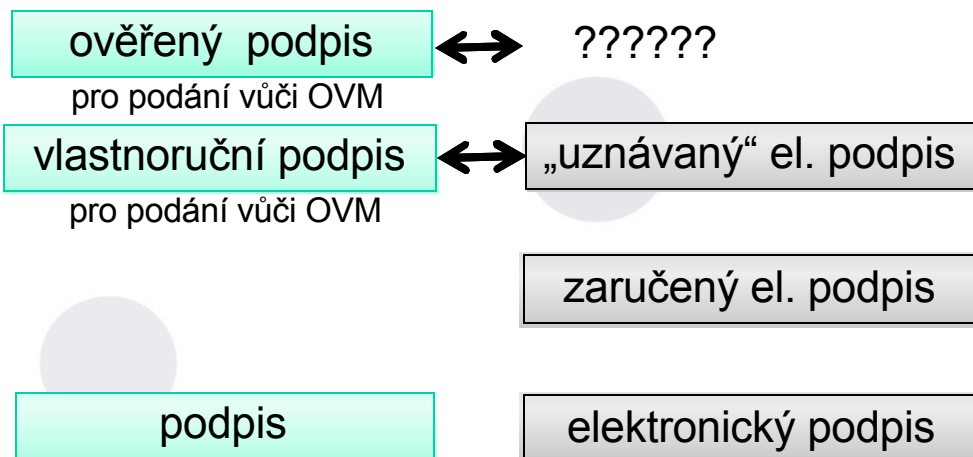 ověřený podpis
??????
pro podání vůči OVM
vlastnoruční podpis
„uznávaný“ el. podpis
pro podání vůči OVM
zaručený el. podpis
podpis
elektronický podpis